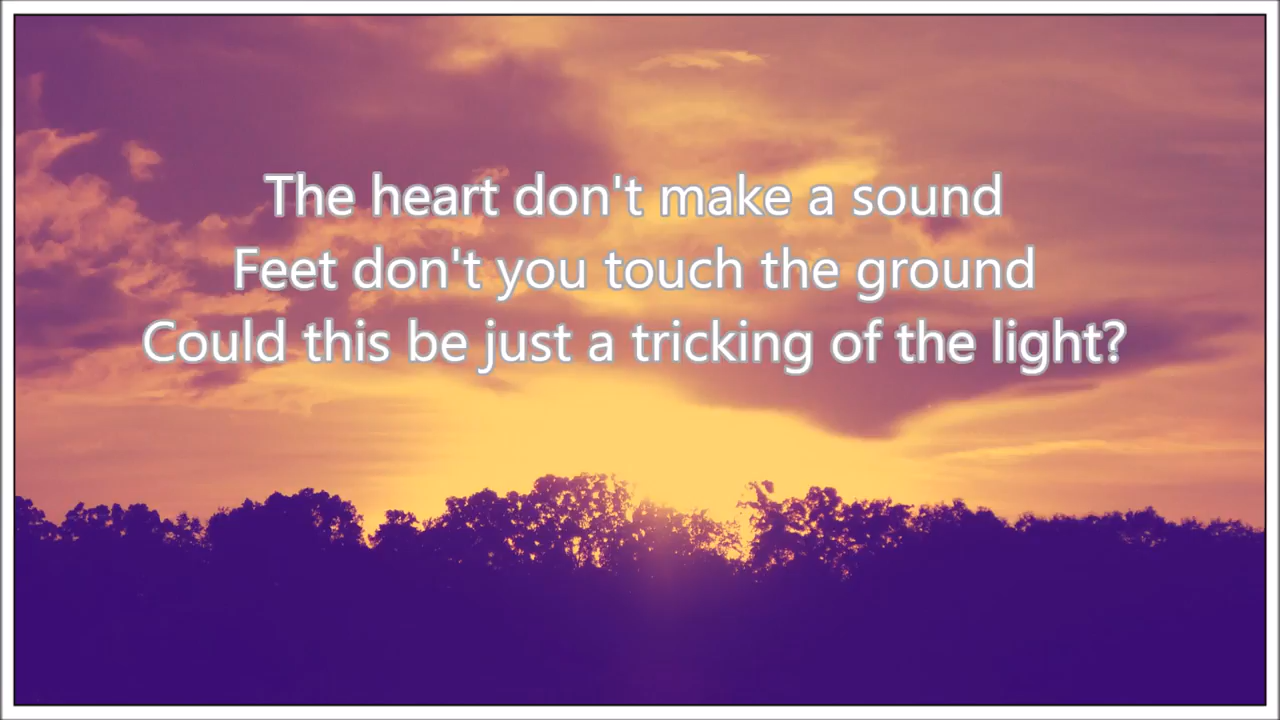 The heart don't make a sound
Feet don't you touch the ground
Could this be just a tricking of the light?